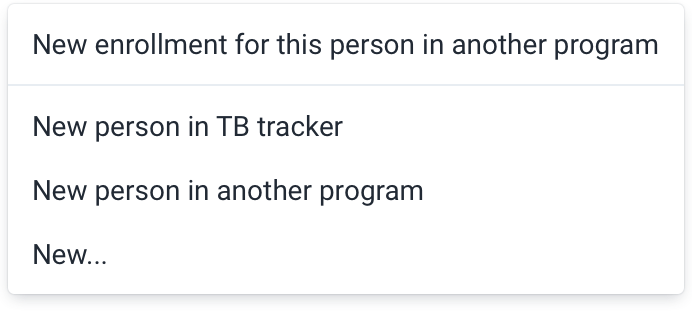 New enrollment for this person in another program
New person in TB tracker
New person in another program
New...